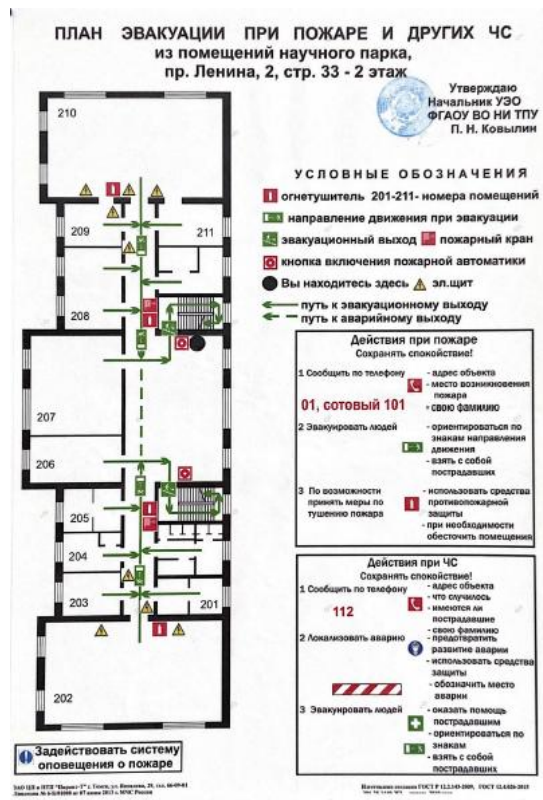 ПЛАН ЭВАКУАЦИИ ПРИ ПОЖАРЕ И ДРУГИХ ЧС
из помещений научного парка,
пр. Ленина, 2, стр. 33 - 2 этаж
Утверждаю
Начальник УЭО
ФГАОУ ВО НИ ТПУ
П. Н. Ковылин
210
209
211
208
207
206
205
204
203
201
202
УСЛОВНЫЕ ОБОЗНАЧЕНИЯ
огнетушитель 201-211- номера помещений
направление движения при эвакуации
эвакуационный выход пожарный кран
кнопка включения пожарной автоматики
Вы находитесь здесь эл.щит
путь к эвакуационному выходу
путь к аварийному выходу
Действия при пожаре
Сохранять спокойствие!
1 Сообщить по телефону
01, сотовый 101
- адрес объекта
- место возникновения
пожара
- свою фамилию
2 Эвакуировать людей
- ориентироваться по
знакам направления
движения
- взять с собой
пострадавших
3 По возможности
принять меры по
тушению пожара
- использовать средства
противопожарной
защиты
- при необходимости
обесточить помещения
Действия при ЧС
Сохранять спокойствие!
1 Сообщить по телефону
112
- адрес объекта
- что случилось
- имеются ли
пострадавшие
- свою фамилию
2 Локализовать аварию
- предотвратить
развитие аварии
- использовать средства
защиты
- обозначить место
аварии
3 Эвакуировать людей
- оказать помощь
пострадавшим
- ориентироваться по
знакам
- взять с собой
пострадавших
Задействовать систему
оповещения о пожаре